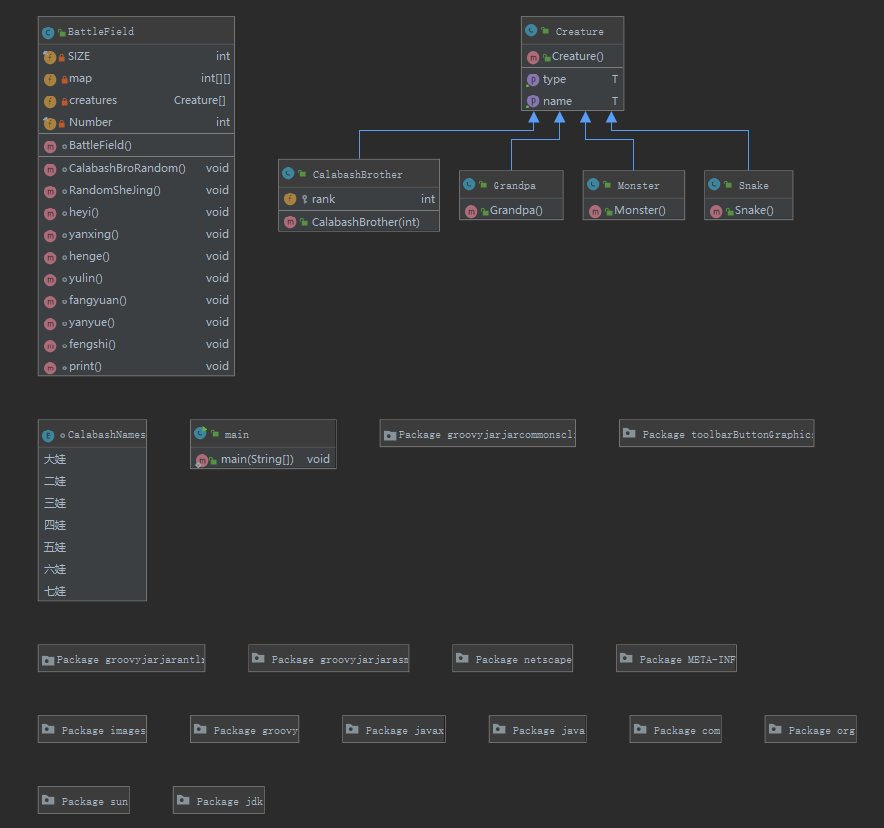 BattleField
SIZE int
map int[][]
creatures Creature[]
Number int
BattleField()
CalabashBroRandom() void
RandomSheJing() void
heyi() void
yanxing() void
henge() void
yulin() void
fangyuan() void
yanyue() void
fengshi() void
print() void
Creature
Creature()
type T
name T
CalabashBrother
rank int
CalabashBrother(int)
Grandpa
Grandpa()
Monster
Monster()
Snake
Snake()
CalabashNames
大娃
二娃
三娃
四娃
五娃
六娃
七娃
main
main(String[]) void
Package groovyjarjarcommonscli
Package toolbarButtonGraphics
Package groovyjarjarantlr
Package groovyjarjarasm
Package netscape
Package META-INF
Package images
Package groovy
Package javax
Package java
Package com
Package org
Package sun
Package jdk